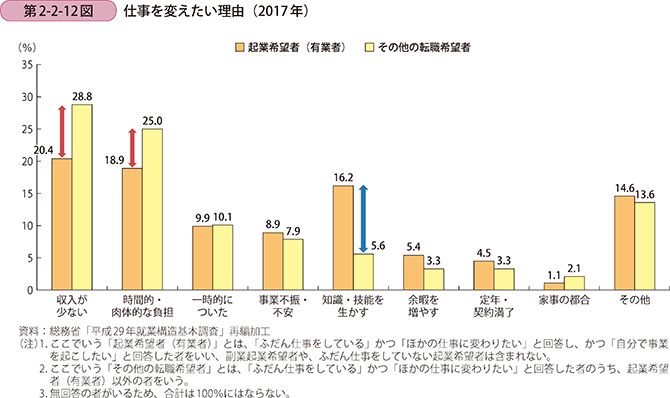 第2-2-12図 仕事を変えたい理由（2017年）
(%)
起業希望者（有業者） その他の転職希望者
35
30
25
20
15
10
5
0
20.4 28.8
18.9 25.0
9.9 10.1
8.9 7.9
16.2 5.6
5.4 3.3
4.5 3.3
1.1 2.1
14.6 13.6
収入が
少ない
時間的・
肉体的な負担
一時的に
ついた
事業不振・
不安
知識・技能を
生かす
余暇を
増やす
定年・
契約満了
家事の都合
その他
資料：総務省「平成29年就業構造基本調査」再編加工
（注）1. ここでいう「起業希望者（有業者）」とは、「ふだん仕事をしている」かつ「ほかの仕事に変わりたい」と回答し、かつ「自分で事業
を起こしたい」と回答した者をいい、副業起業希望者や、ふだん仕事をしていない起業希望者は含まれない。
2. ここでいう「その他の転職希望者」とは、「ふだん仕事をしている」かつ「ほかの仕事に変わりたい」と回答した者のうち、起業希望
者（有業者）以外の者をいう。
3. 無回答の者がいるため、合計は100%にはならない。